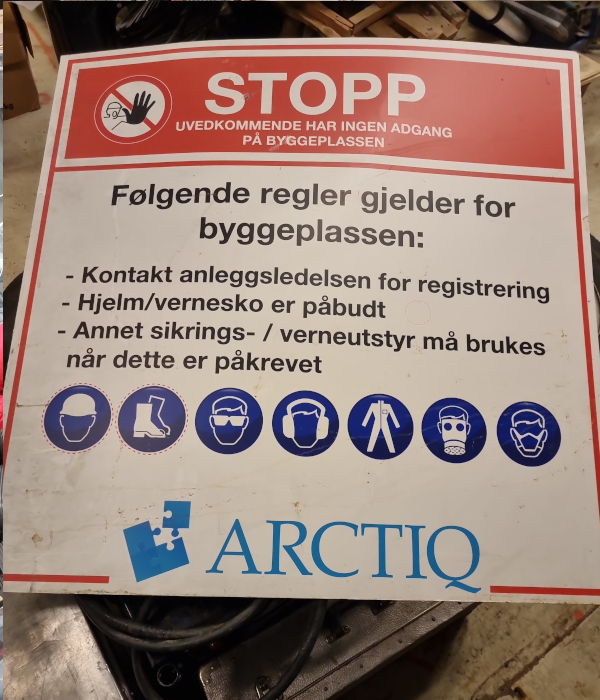 STOPP
UVEDKOMMENDE HAR INGEN ADGANG
PÅ BYGGEPLASSEN
Følgende regler gjelder for
byggeplassen:
- Kontakt anleggsledelsen for registrering
- Hjelm/vernesko er påbudt
- Annet sikrings- / verneutstyr må brukes
når dette er påkrevet
ARCTIQ